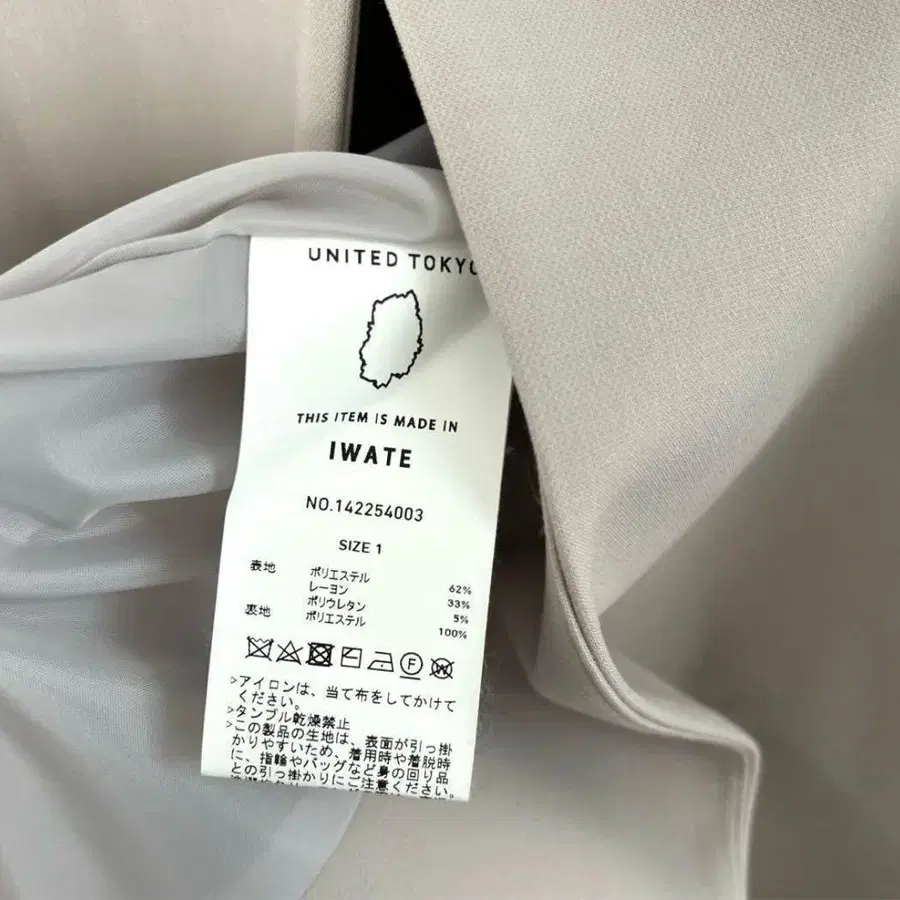 UNITED TOKYO
THIS ITEM IS MADE IN
IWATE
NO.142254003
SIZE 1
表地 ポリエステル 62%
レーヨン 33%
ポリウレタン 5%
裏地 ポリエステル 100%
F W
>アイロンは、当て布をしてかけて
ください。
>タンブル乾燥禁止
>この製品の生地は、表面が引っ掛
かりやすいため、着用時や着脱時
に、指輪やバッグなど身の回り品
との引っ掛かりにご注意ください。